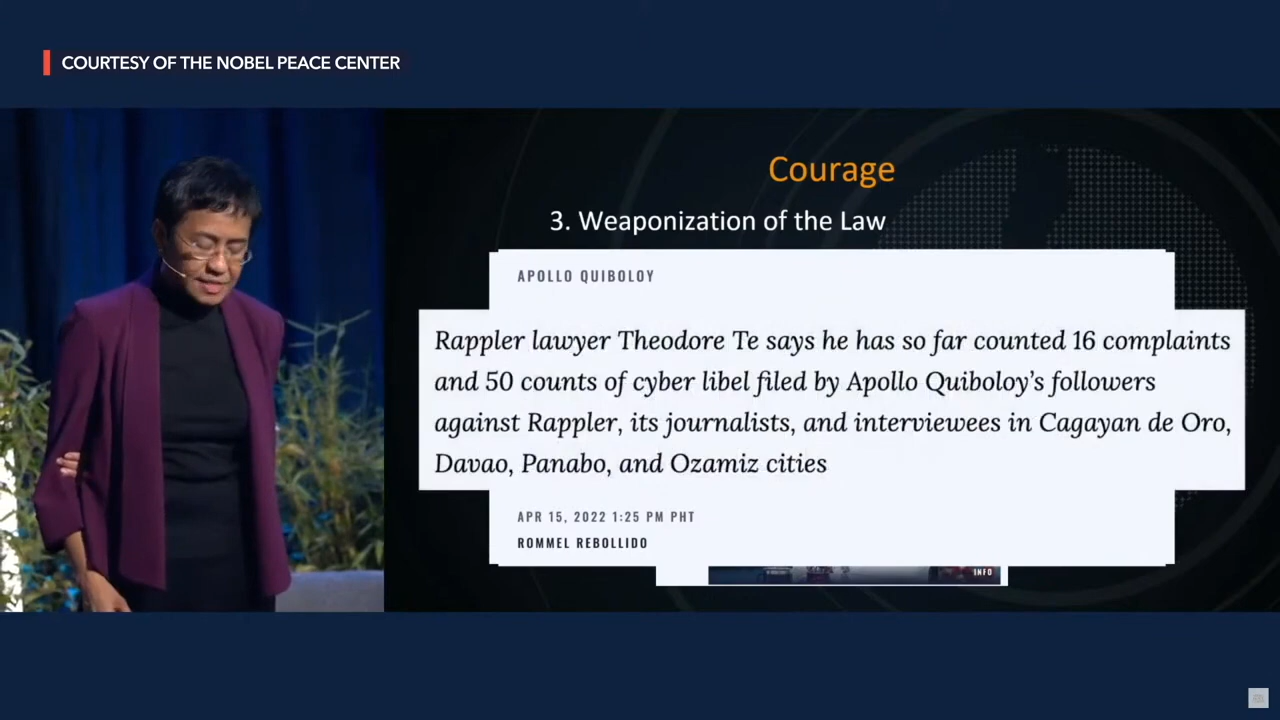 COURTESY OF THE NOBEL PEACE CENTER
Courage
3. Weaponization of the Law
APOLLO QUIBOLOY
Rappler lawyer Theodore Te says he has so far counted 16 complaints
and 50 counts of cyber libel filed by Apollo Quiboloy’s followers
against Rappler, its journalists, and interviewees in Cagayan de Oro,
Davao, Panabo, and Ozamiz cities
APR 15, 2022 1:25 PM PHT
ROMMEL REBOLLIDO
INFO